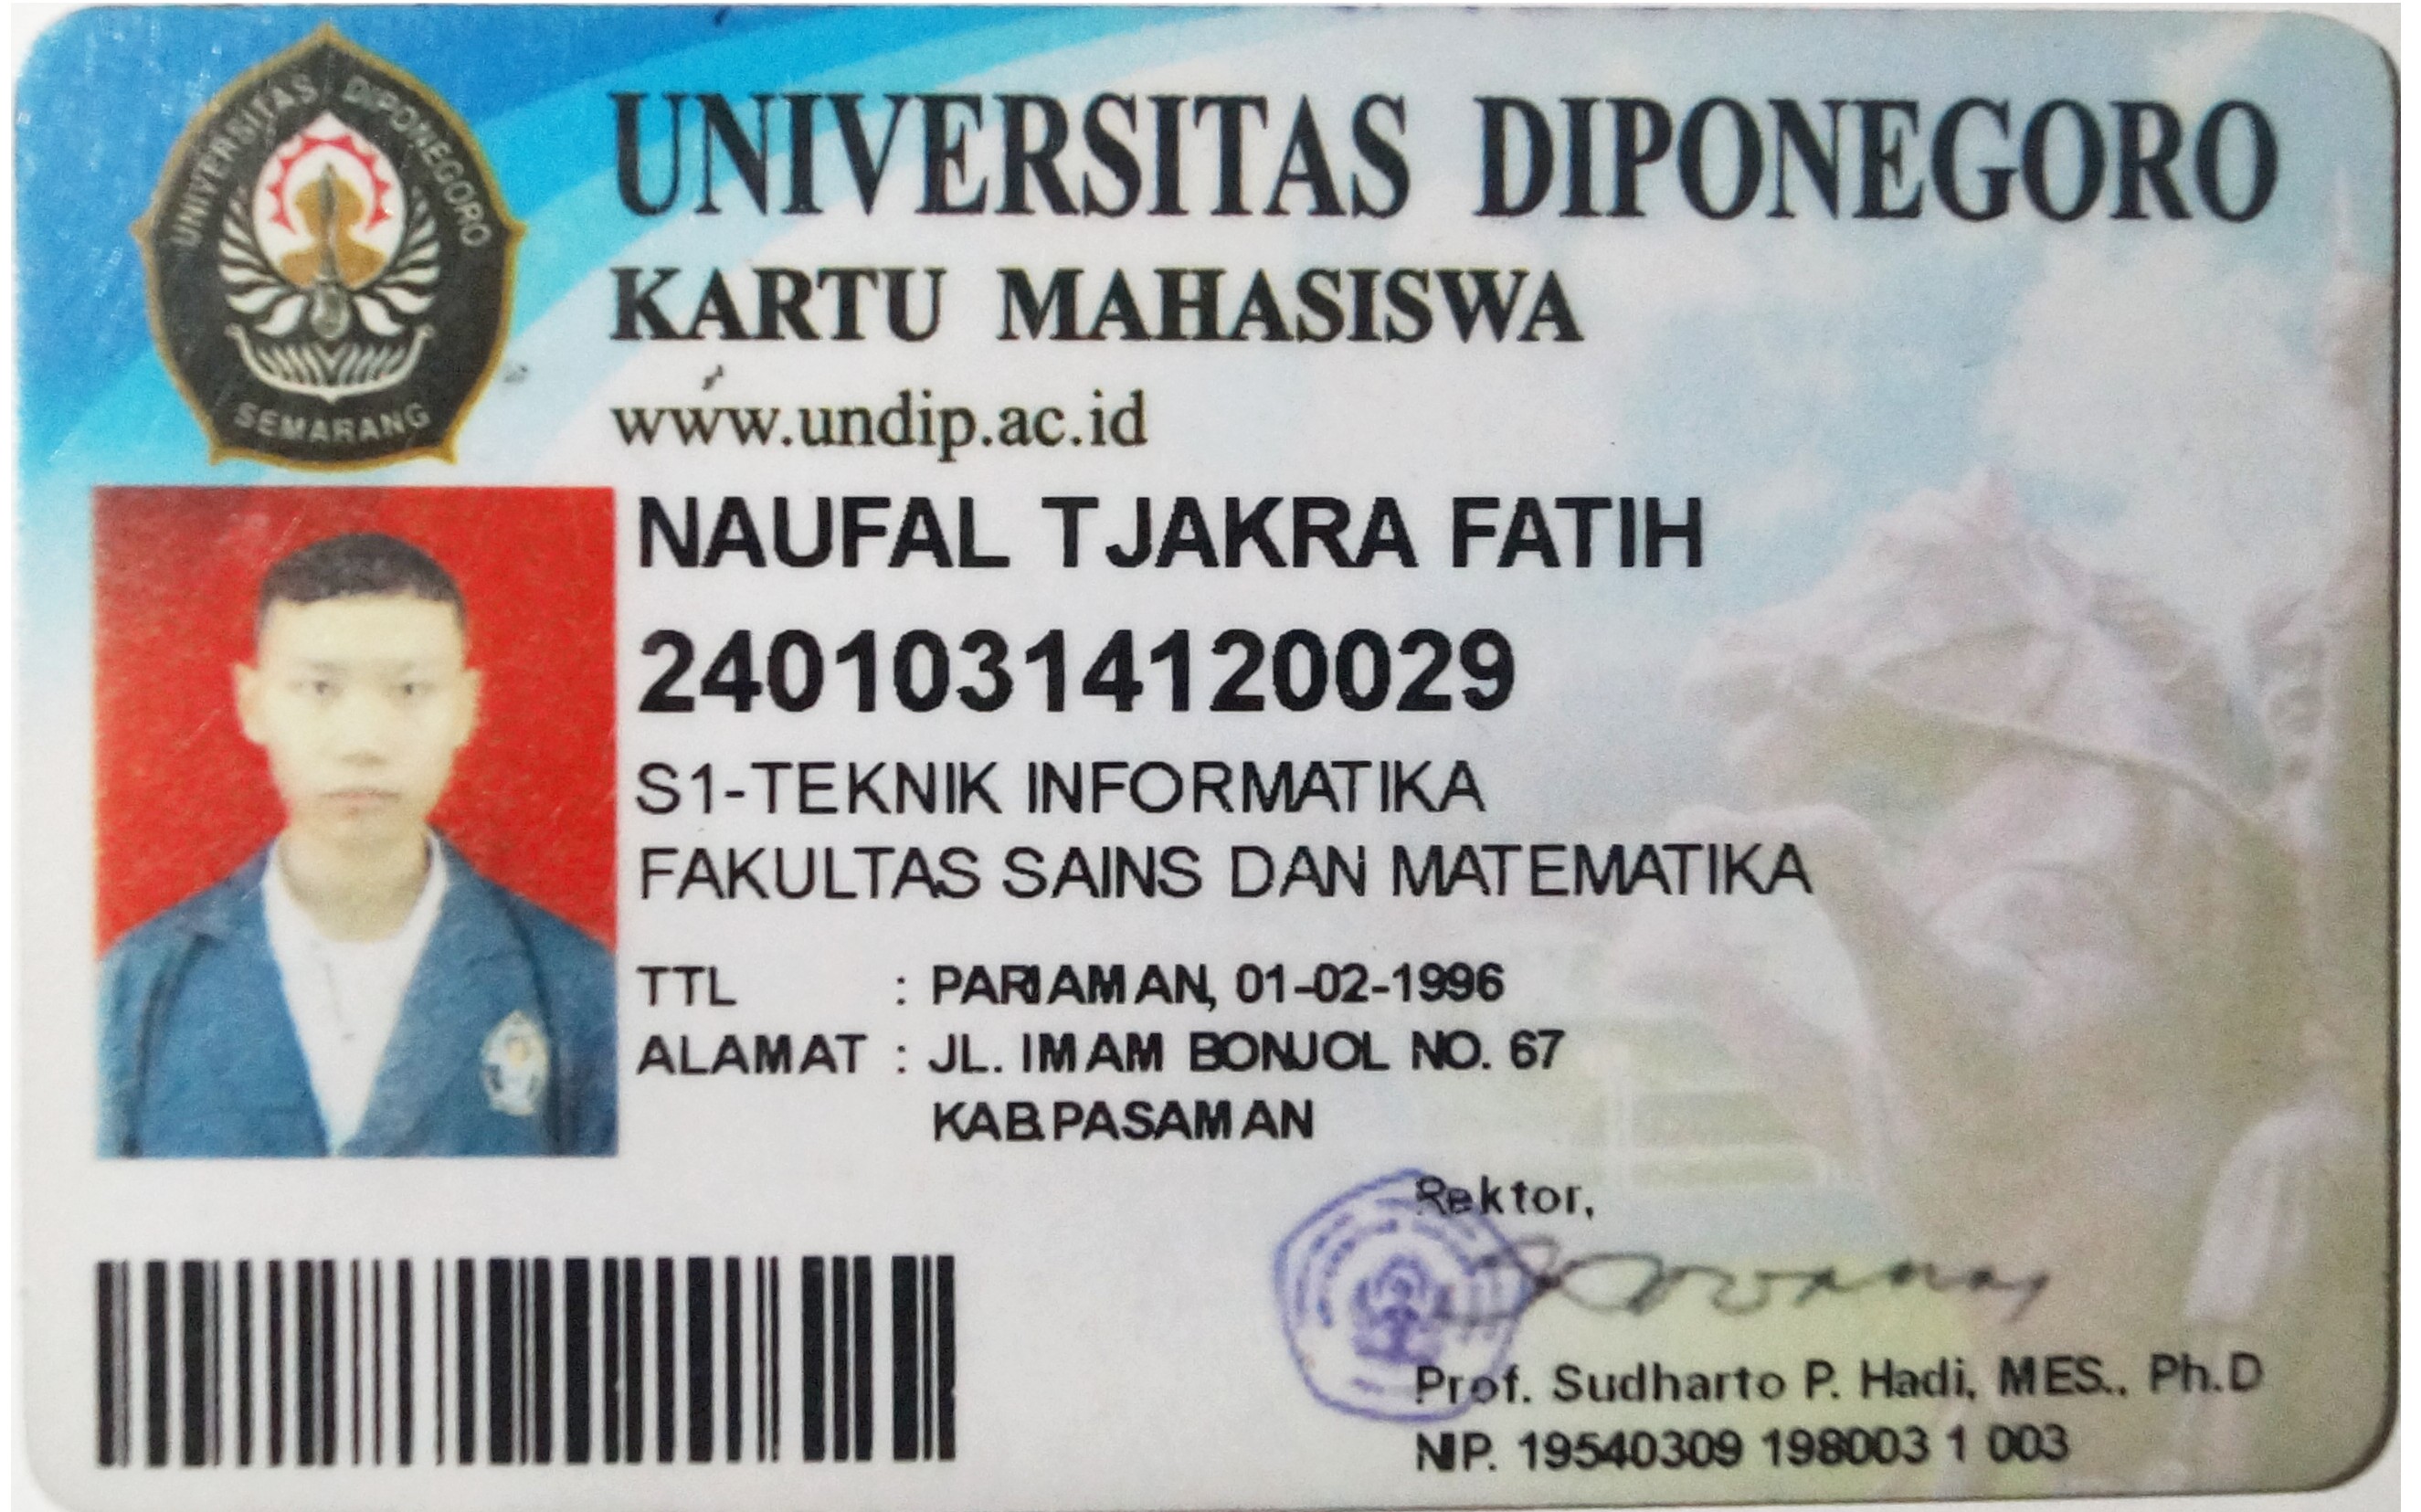 UNIVERSITAS DIPONEGORO
SEMARANG
UNIVERSITAS DIPONEGORO
KARTU MAHASISWA
www.undip.ac.id
NAUFAL TJAKRA FATIH
24010314120029
S1-TEKNIK INFORMATIKA
FAKULTAS SAINS DAN MATEMATIKA
TTL : PARIAMAN, 01-02-1996
ALAMAT : JL. IMAM BONJOL NO. 67
KAB.PASAMAN
Rektor,
Prof. Sudharto P. Hadi, MES., Ph.D
NIP. 19540309 198003 1 003